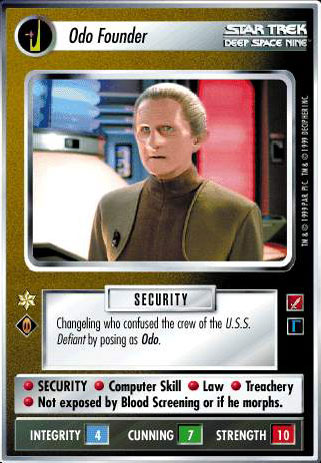 Odo Founder
STAR TREK
DEEP SPACE NINE
TM & © 1999 PAR. PIC. TM & © 1999 DECIPHER INC.
SECURITY
Changeling who confused the crew of the U.S.S.
Defiant by posing as Odo.
SECURITY Computer Skill Law Treachery
Not exposed by Blood Screening or if he morphs.
INTEGRITY 4 CUNNING 7 STRENGTH 10